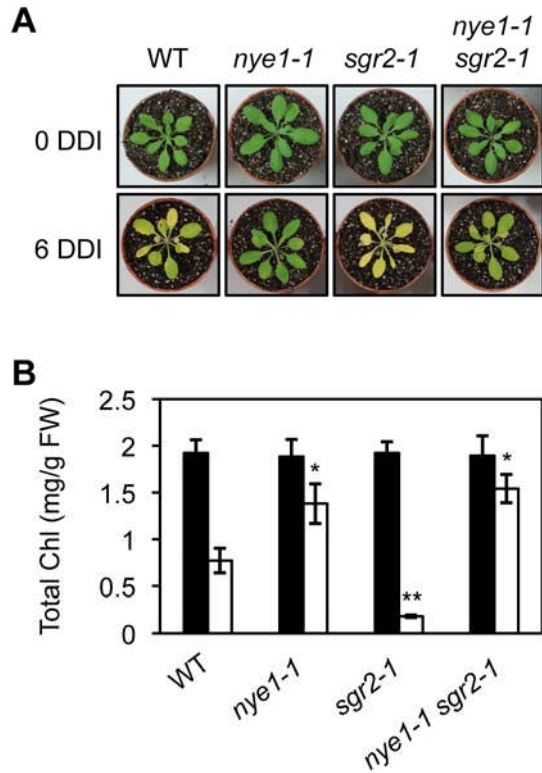 A
WT
nye1-1
sgr2-1
nye1-1
sgr2-1
0 DDI
6 DDI
B
Total Chl (mg/g FW)
2.5
2
1.5
1
0.5
0
*
**
*
WT
nye1-1
sgr2-1
nye1-1 sgr2-1